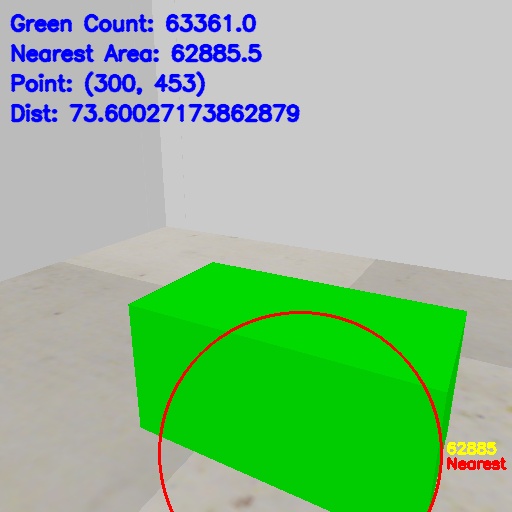 Green Count: 63361.0
Nearest Area: 62885.5
Point: (300, 453)
Dist: 73.60027173862879
62885
Nearest